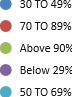 30 TO 49%
70 TO 89%
Above 90%
Below 29%
50 TO 69%